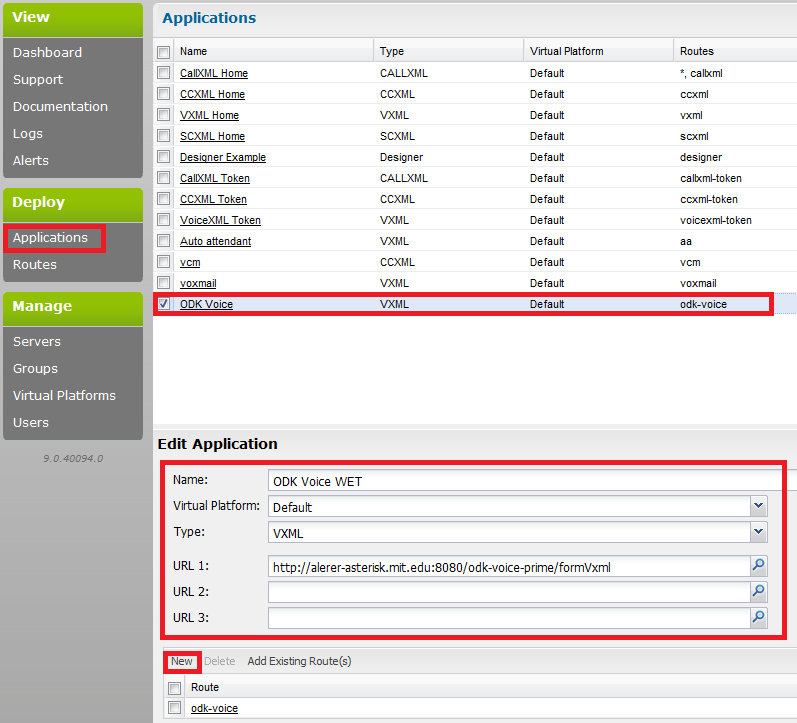 View
Dashboard
Support
Documentation
Logs
Alerts
Deploy
Applications
Routes
Manage
Servers
Groups
Virtual Platforms
Users
9.0.40094.0
Applications
Name Type Virtual Platform Routes
CallXML Home CALLXML Default *, callxml
CCXML Home CCXML Default ccxml
VXML Home VXML Default vxml
SCXML Home SCXML Default scxml
Designer Example Designer Default designer
CallXML Token CALLXML Default callxml-token
CCXML Token CCXML Default ccxml-token
VoiceXML Token VXML Default voicexml-token
Auto attendant VXML Default aa
vcm CCXML Default vcm
voxmail VXML Default voxmail
ODK Voice VXML Default odk-voice
Edit Application
Name: ODK Voice WET
Virtual Platform: Default
Type: VXML
URL 1: http://alerer-asterisk.mit.edu:8080/odk-voice-prime/formVxml
URL 2:
URL 3:
New Delete Add Existing Route(s)
Route
odk-voice